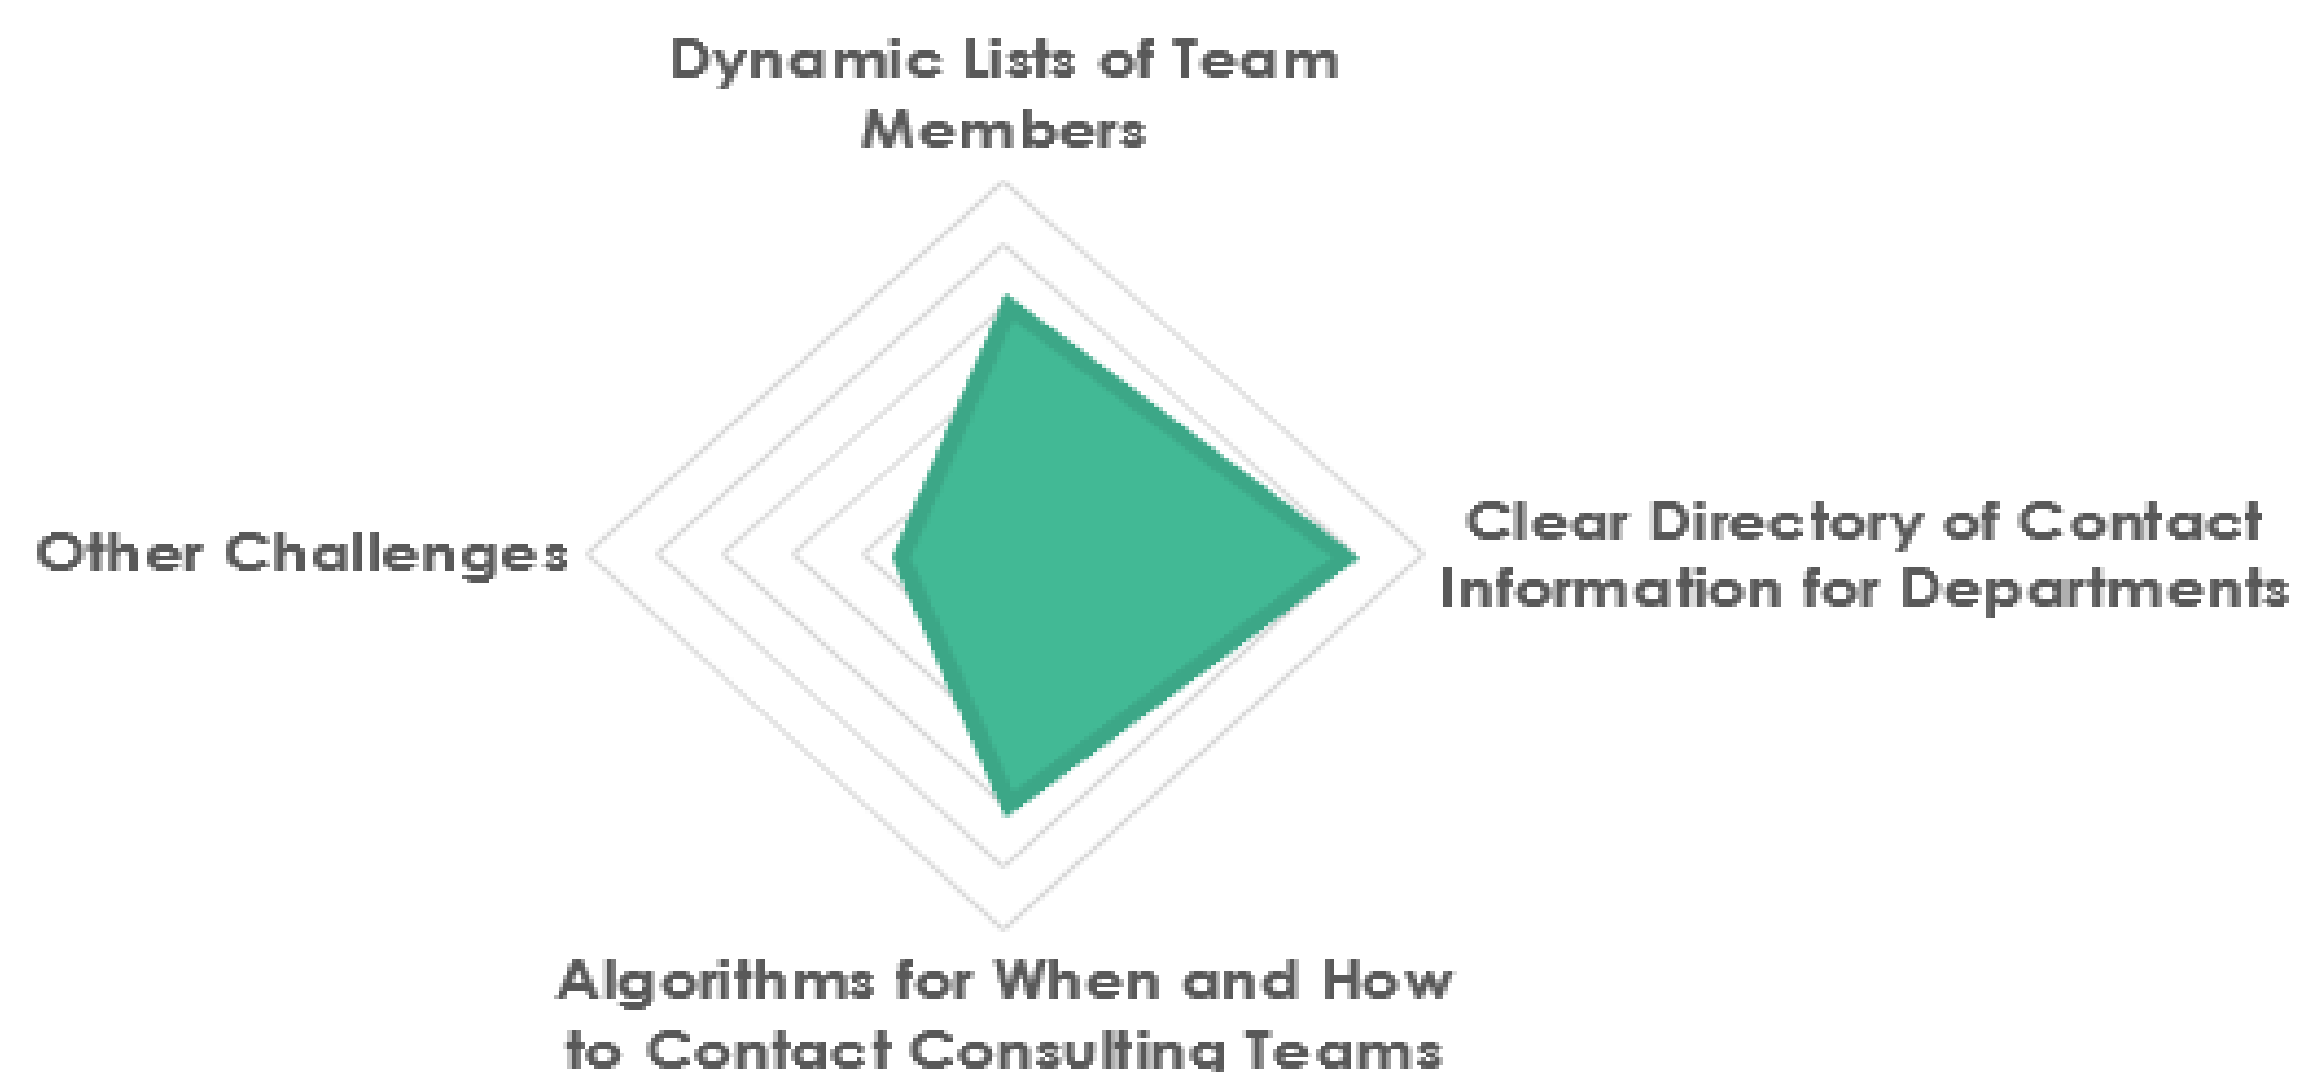 Dynamic Lists of Team
Members
Clear Directory of Contact
Information for Departments
Other Challenges
Algorithms for When and How
to Contact Consulting Teams